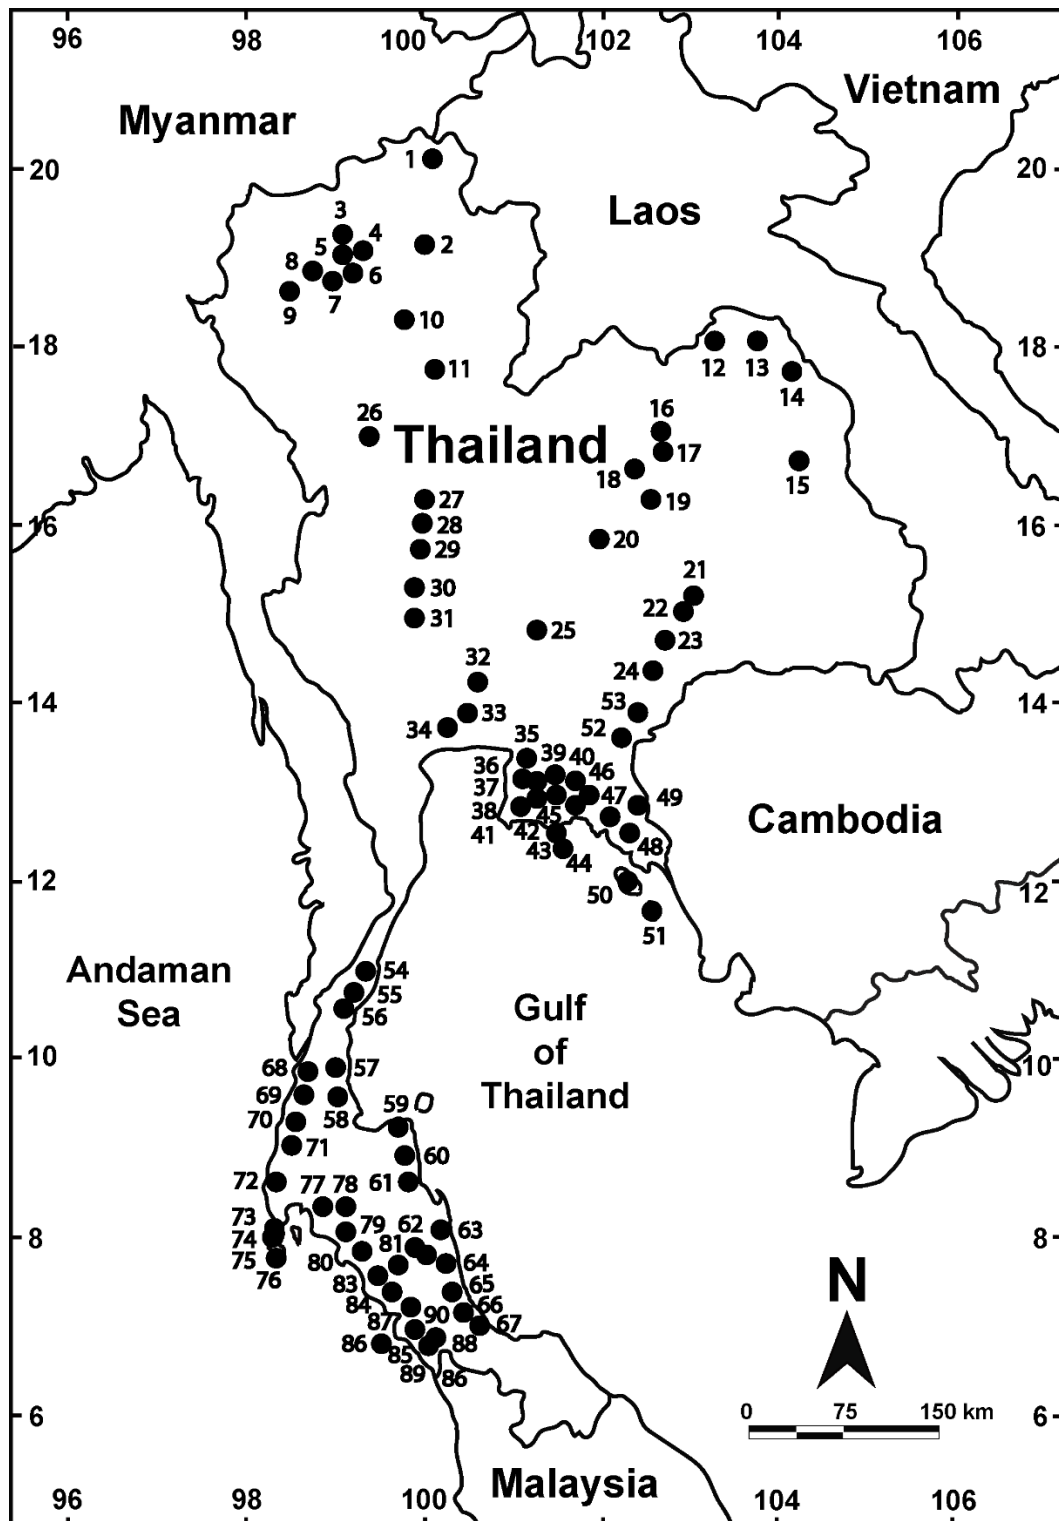 96 98 100 102 104 106
Vietnam
Myanmar
1
20 20
3
Laos
4
5 2
8 6
7
9
10
18 18
12 13
11
14
26 16
Thailand 17
18 15
27 19
16 16
28
29 20
21
30
22
31 25
23
32
24
14 53 14
33
34 52
35
39 40
36 46
37 47 49
38 45 Cambodia
41 42
43 48
44
12 50 12
51
54
Andaman
Sea
55
56
Gulf
of
Thailand
10 10
68 57
69
58 59
70
71 60
72 77 78 61
73 79 62 63
8 74 8
75 80 81 64
76 83 65
84 90 66
87 67
86 85 88
89 86
N
6 0 75 150 km 6
Malaysia
96 98 100 104 106